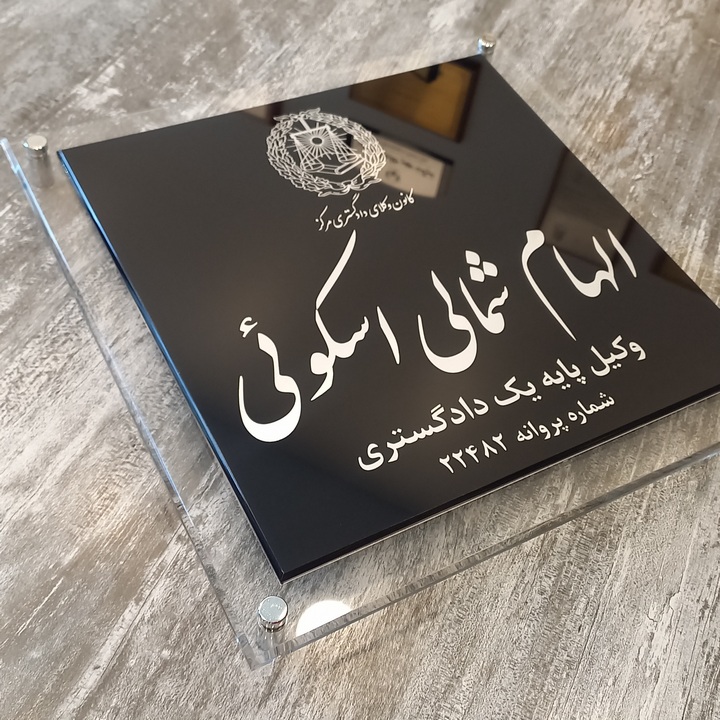 کانون وکلای دادگستری مرکز
الهام شمالی اسکوئی
وکیل پایه یک دادگستری
شماره پروانه ۲۲۴۸۲